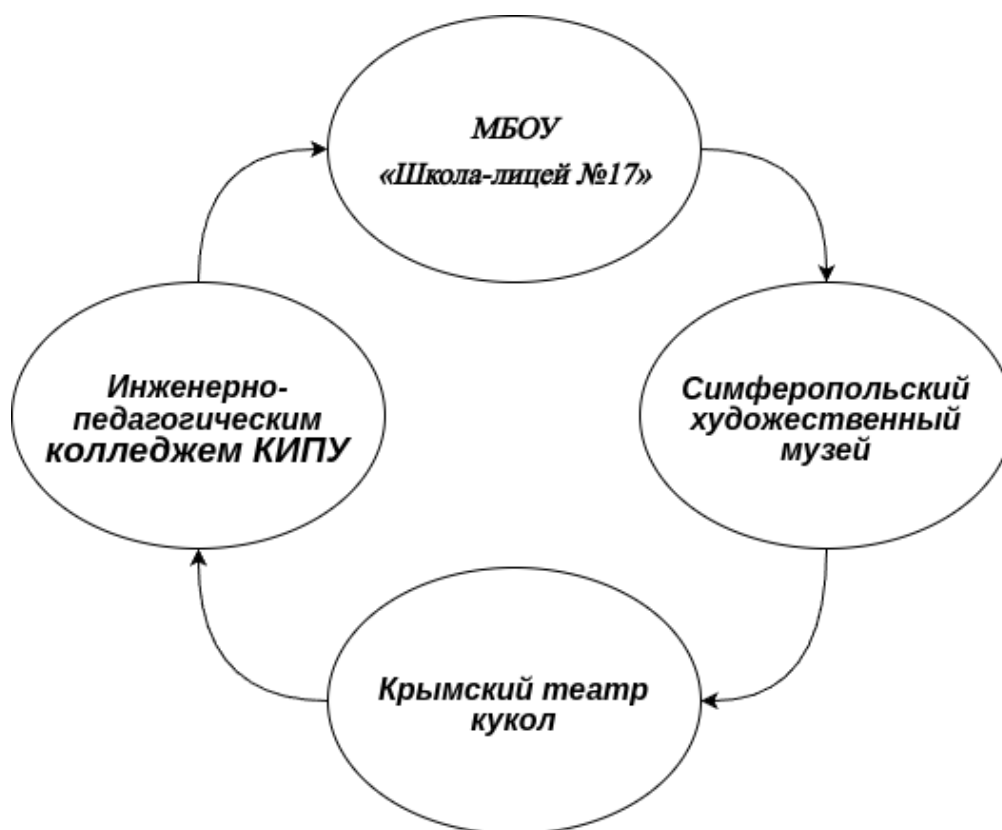 МБОУ
«Школа-лицей №17»
Инженерно-
педагогическим
колледжем КИПУ
Симферопольский
художественный
музей
Крымский театр
кукол